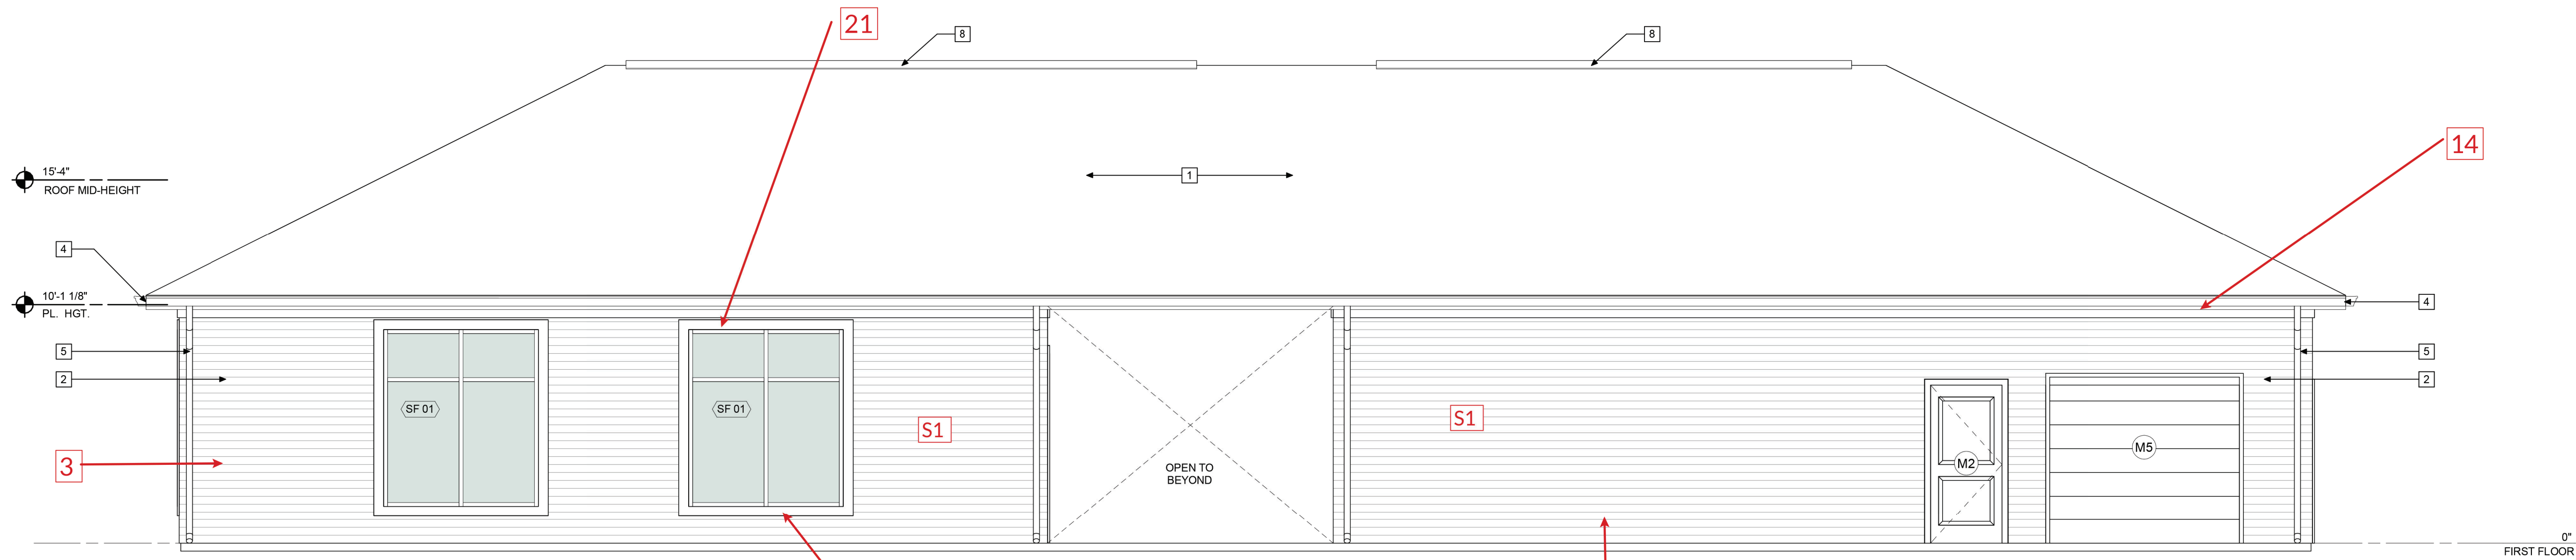 21
8
8
14
15'-4"
ROOF MID-HEIGHT
1
4
10'-1 1/8"
PL. HGT.
4
5
5
2
2
SF 01
SF 01
S1
S1
3
OPEN TO
BEYOND
M2
M5
0"
FIRST FLOOR